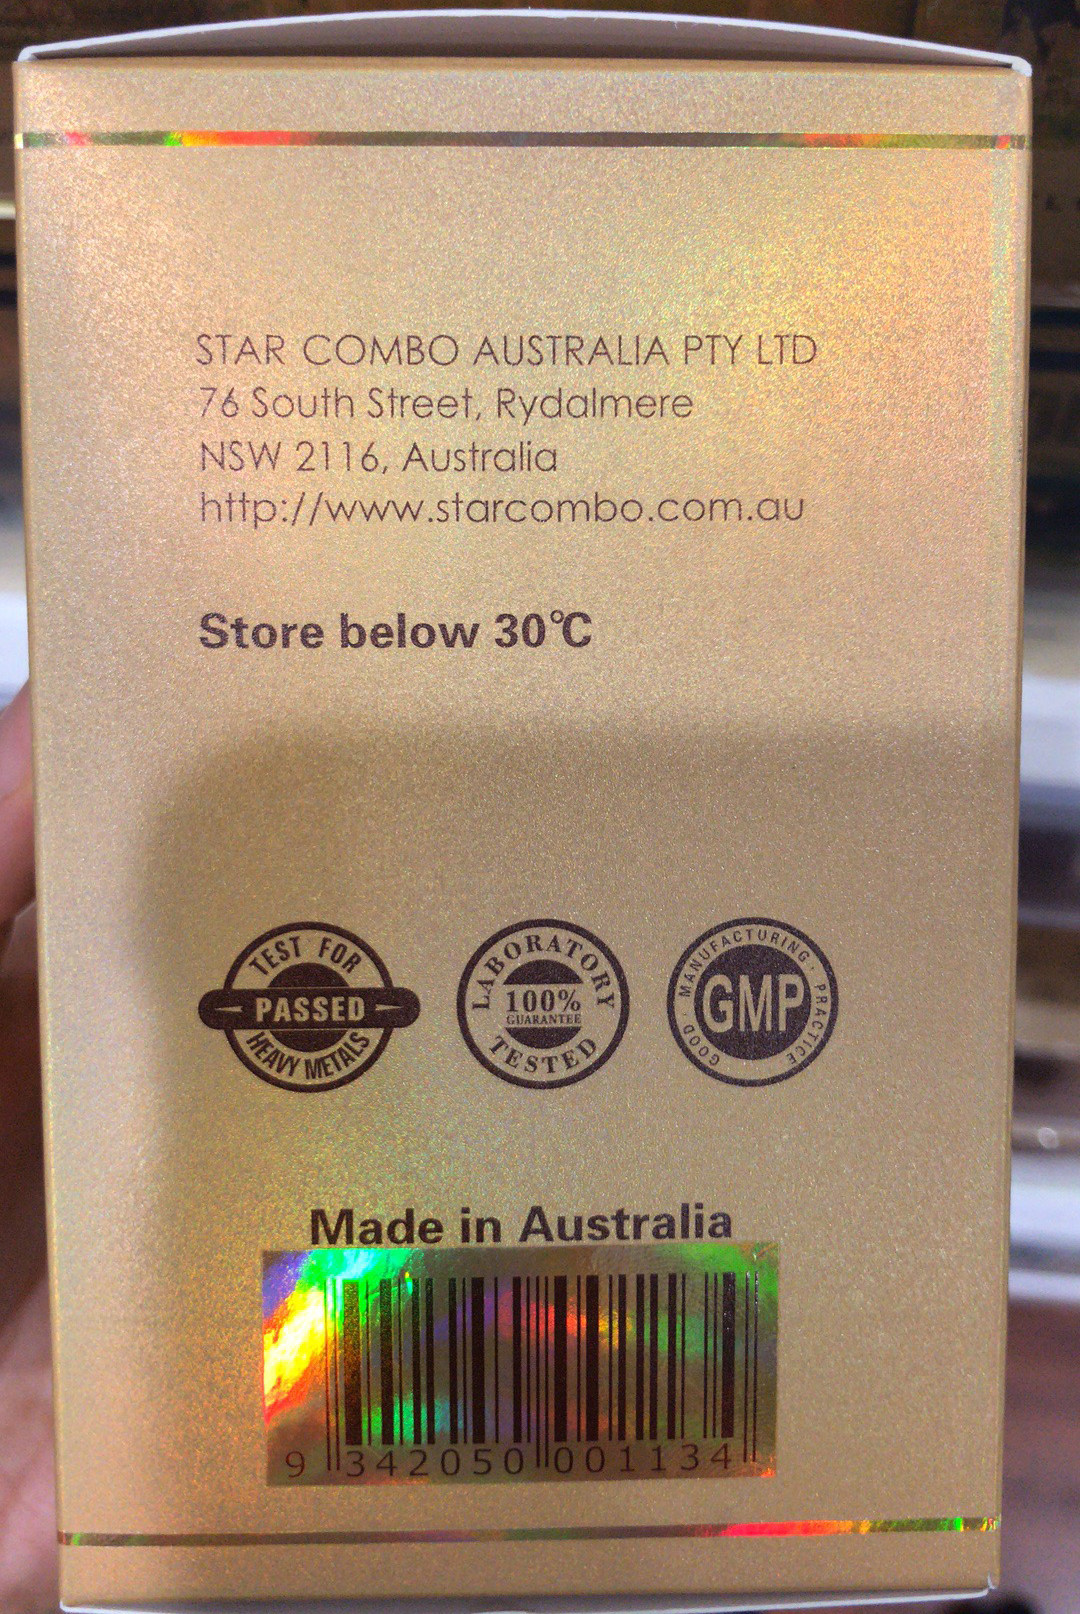 STAR COMBO AUSTRALIA PTY LTD
76 South Street, Rydalmere
NSW 2116, Australia
http://www.starcombo.com.au
Store below 30℃
TEST FOR
PASSED
HEAVY METALS
LABORATORY
100%
GUARANTEE
TESTED
GOOD · MANUFACTURING · PRACTICE
GMP
Made in Australia
9 342050 001134